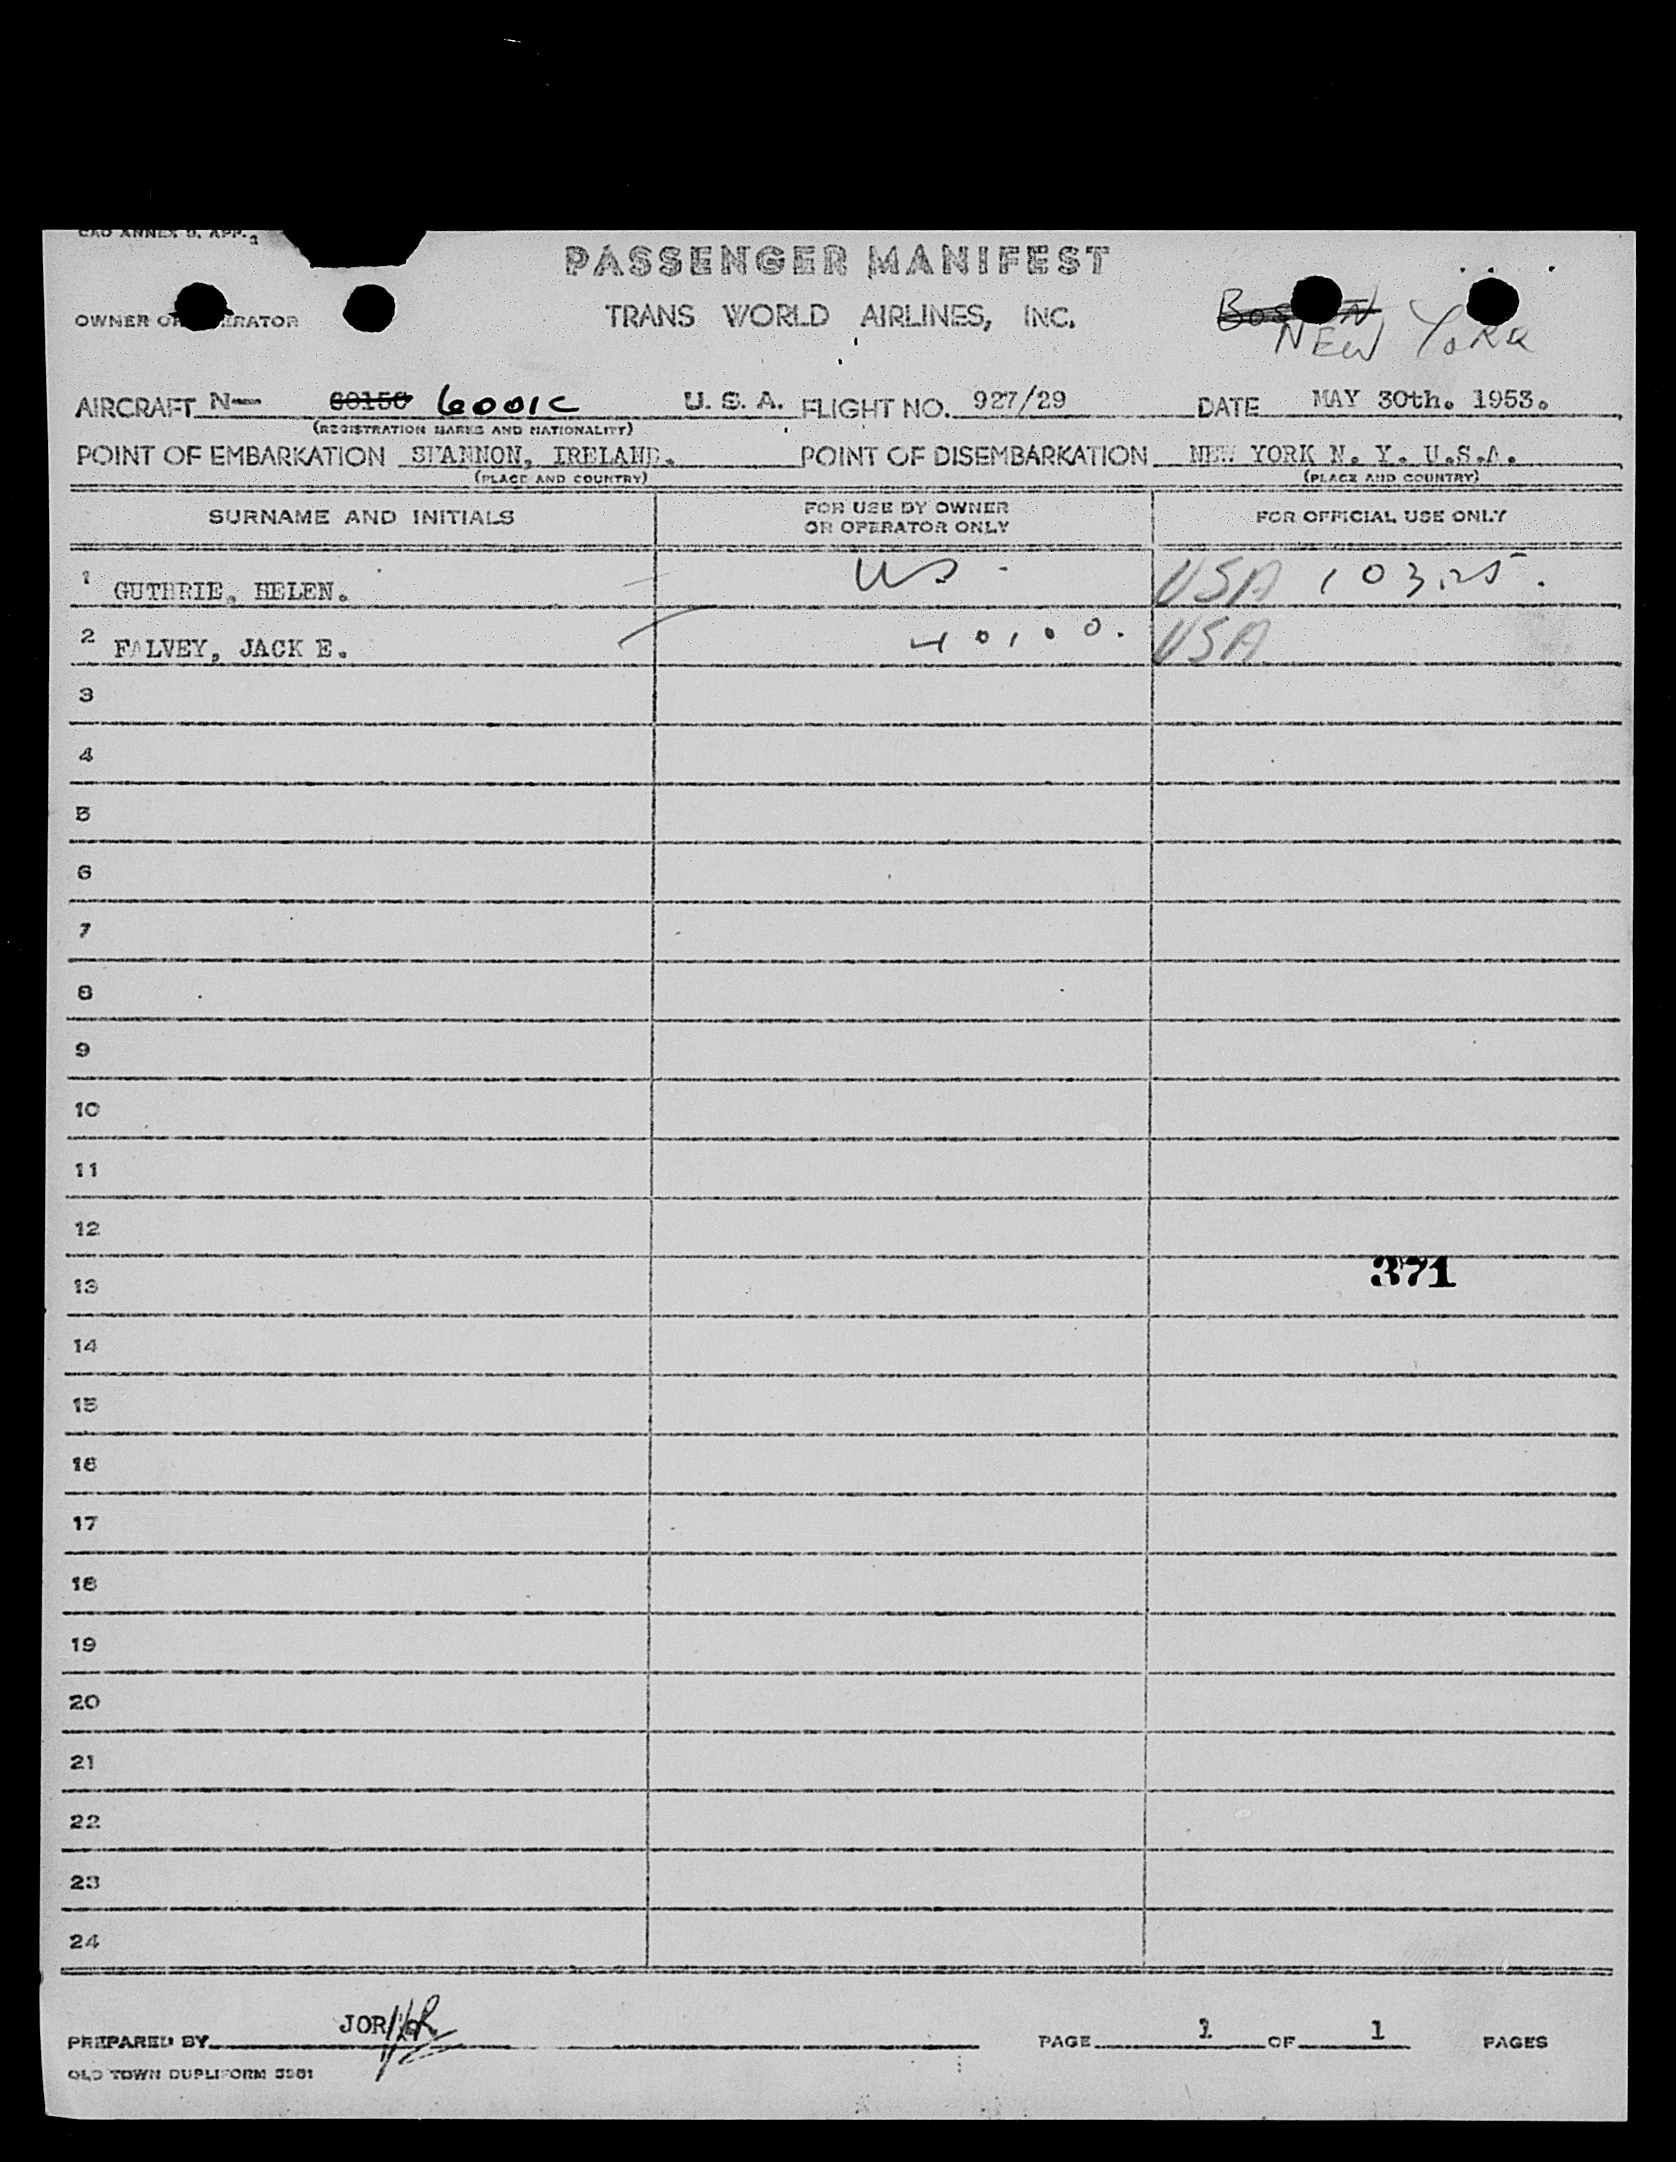 CAO ANNEX 9, APP. 3
PASSENGER MANIFEST
OWNER OR OPERATOR
TRANS WORLD AIRLINES, INC.
BOSTON
NEW YORK
AIRCRAFT N— 6015C 6001C U. S. A. FLIGHT NO. 927/29 DATE MAY 30th. 1953.
(REGISTRATION MARKS AND NATIONALITY)
POINT OF EMBARKATION SHANNON, IRELAND. POINT OF DISEMBARKATION NEW YORK N. Y. U.S.A.
(PLACE AND COUNTRY) (PLACE AND COUNTRY)
SURNAME AND INITIALS FOR USE BY OWNER OR OPERATOR ONLY FOR OFFICIAL USE ONLY
1 GUTHRIE, HELEN. US USA 103.25.
2 FALVEY, JACK E. USA
3
4
5
6
7
8
9
10
11
12
13 371
14
15
16
17
18
19
20
21
22
23
24
PREPARED BY JOR PAGE 1 OF 1 PAGES
OLD TOWN DUPLIFORM 5961